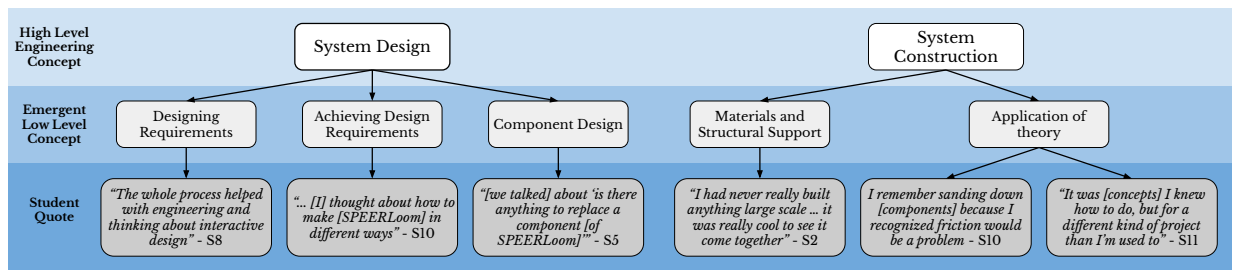 High Level
Engineering
Concept
System Design
System
Construction
Emergent
Low Level
Concept
Designing
Requirements
Achieving Design
Requirements
Component Design
Materials and
Structural Support
Application of
theory
Student
Quote
“The whole process helped
with engineering and
thinking about interactive
design” - S8
“... [I] thought about how to
make [SPEERLoom] in
different ways” - S10
“[we talked] about ‘is there
anything to replace a
component [of
SPEERLoom]’” - S5
“I had never really built
anything large scale ... it
was really cool to see it
come together” - S2
I remember sanding down
[components] because I
recognized friction would
be a problem - S10
“It was [concepts] I knew
how to do, but for a
different kind of project
than I’m used to” - S11